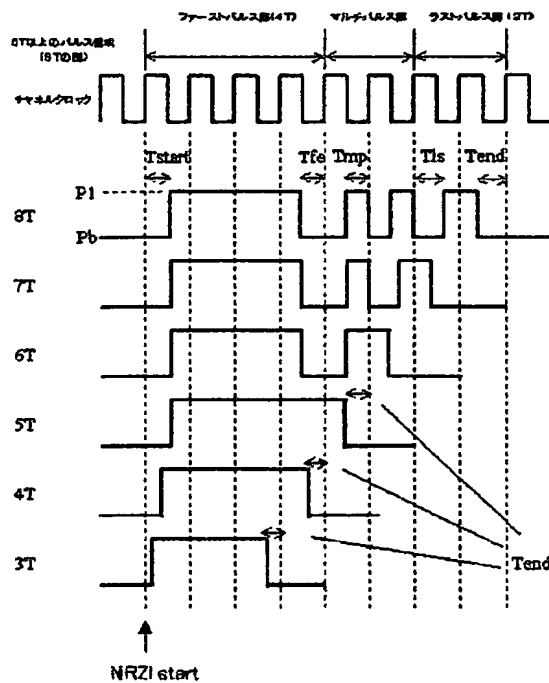 ファーストパルス部(4T) マルチパルス部 ラストパルス部(2T)
8T以上のパルス構成
(8Tの図)
チャネルクロック
Tstart Tfe Tmp Tls Tend
P1
Pb
8T
7T
6T
5T
4T
3T
Tend
NRZI start